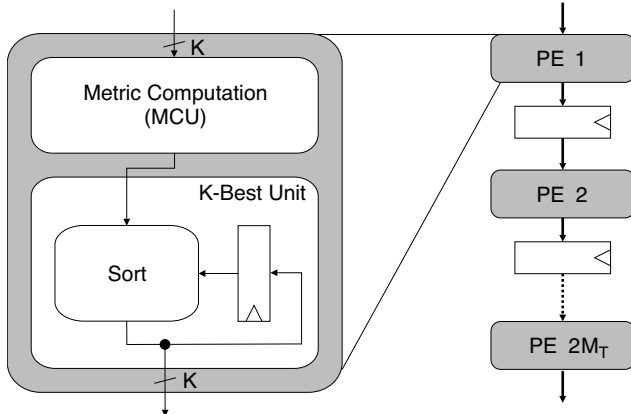 K
PE 1
Metric Computation
(MCU)
K-Best Unit
PE 2
Sort
PE 2M_T
K